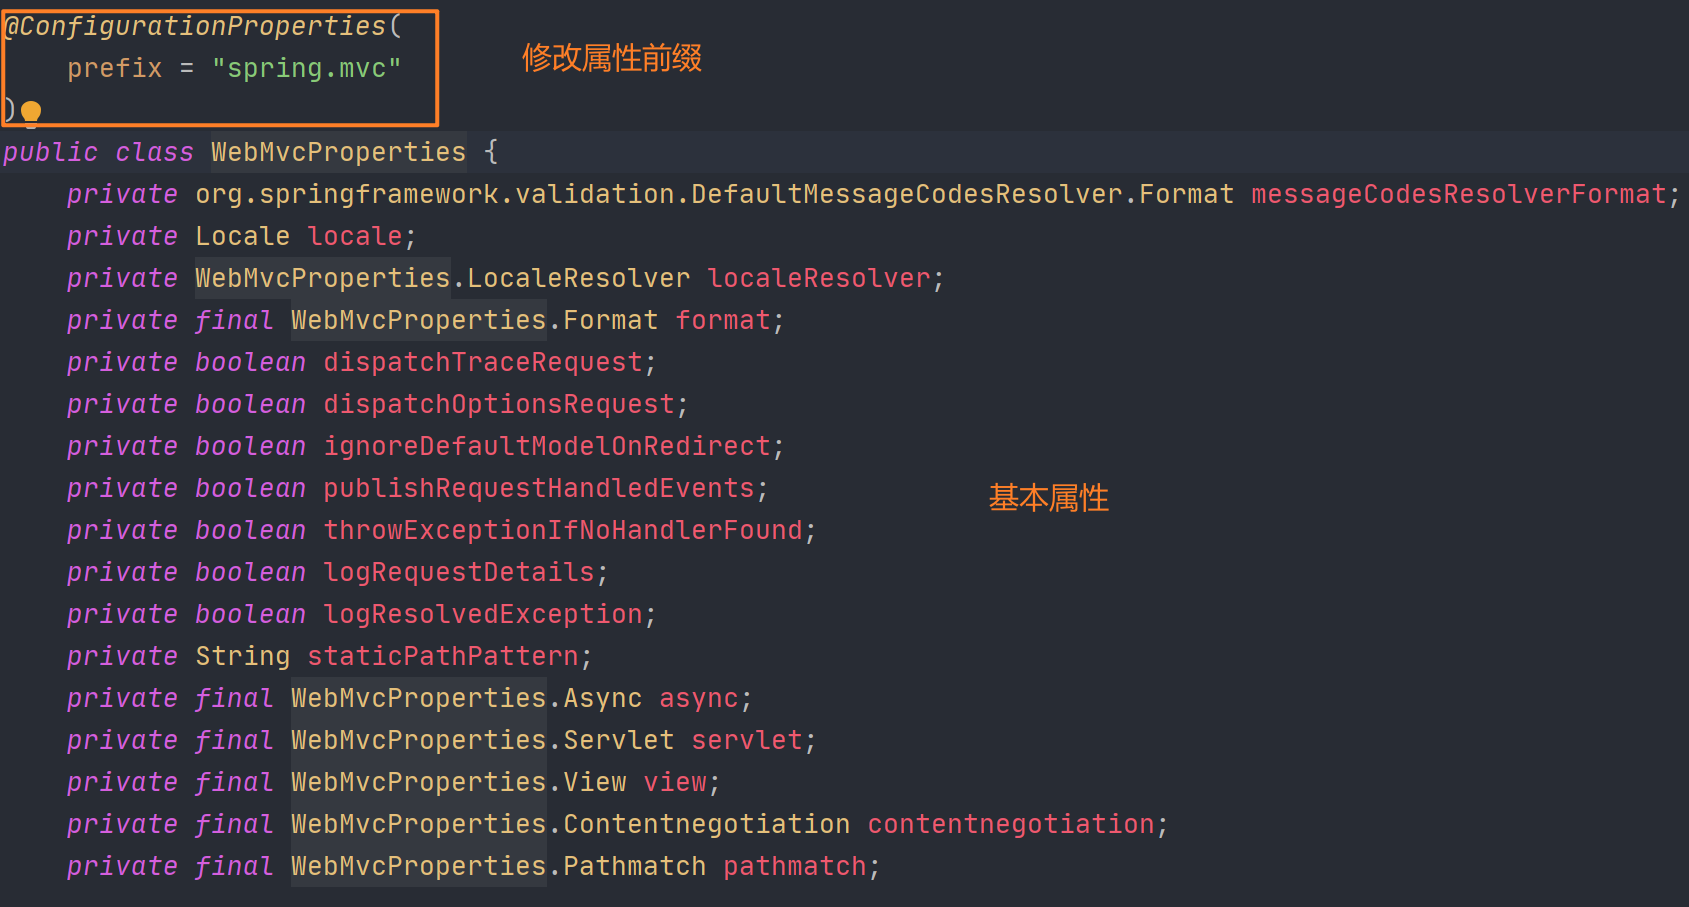 @ConfigurationProperties(
prefix = "spring.mvc"
修改属性前缀
)
public class WebMvcProperties {
private org.springframework.validation.DefaultMessageCodesResolver.Format messageCodesResolverFormat;
private Locale locale;
private WebMvcProperties.LocaleResolver localeResolver;
private final WebMvcProperties.Format format;
private boolean dispatchTraceRequest;
private boolean dispatchOptionsRequest;
private boolean ignoreDefaultModelOnRedirect;
private boolean publishRequestHandledEvents;
基本属性
private boolean throwExceptionIfNoHandlerFound;
private boolean logRequestDetails;
private boolean logResolvedException;
private String staticPathPattern;
private final WebMvcProperties.Async async;
private final WebMvcProperties.Servlet servlet;
private final WebMvcProperties.View view;
private final WebMvcProperties.Contentnegotiation contentnegotiation;
private final WebMvcProperties.Pathmatch pathmatch;